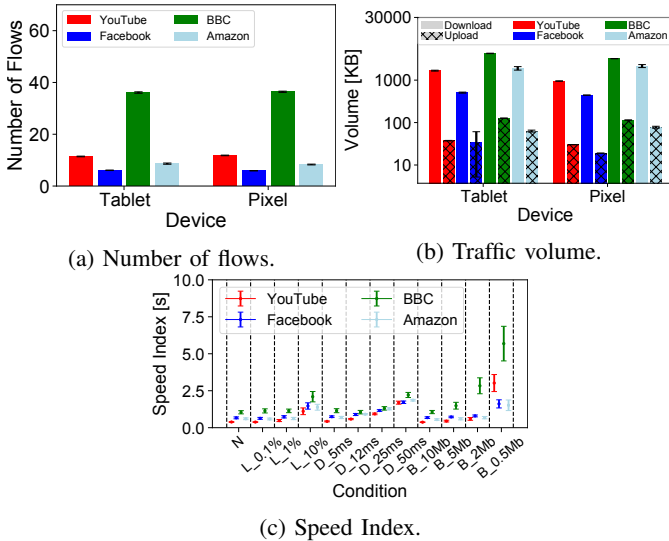 Number of Flows
60
40
20
0
YouTube
Facebook
BBC
Amazon
Tablet
Pixel
Device
(a) Number of flows.
Volume [KB]
30000
1000
100
10
Download
Upload
YouTube
Facebook
BBC
Amazon
Tablet
Pixel
Device
(b) Traffic volume.
Speed Index [s]
10.0
7.5
5.0
2.5
0.0
YouTube
Facebook
BBC
Amazon
N
L_0.1%
L_1%
L_10%
D_5ms
D_12ms
D_25ms
D_50ms
B_10Mb
B_5Mb
B_2Mb
B_0.5Mb
Condition
(c) Speed Index.